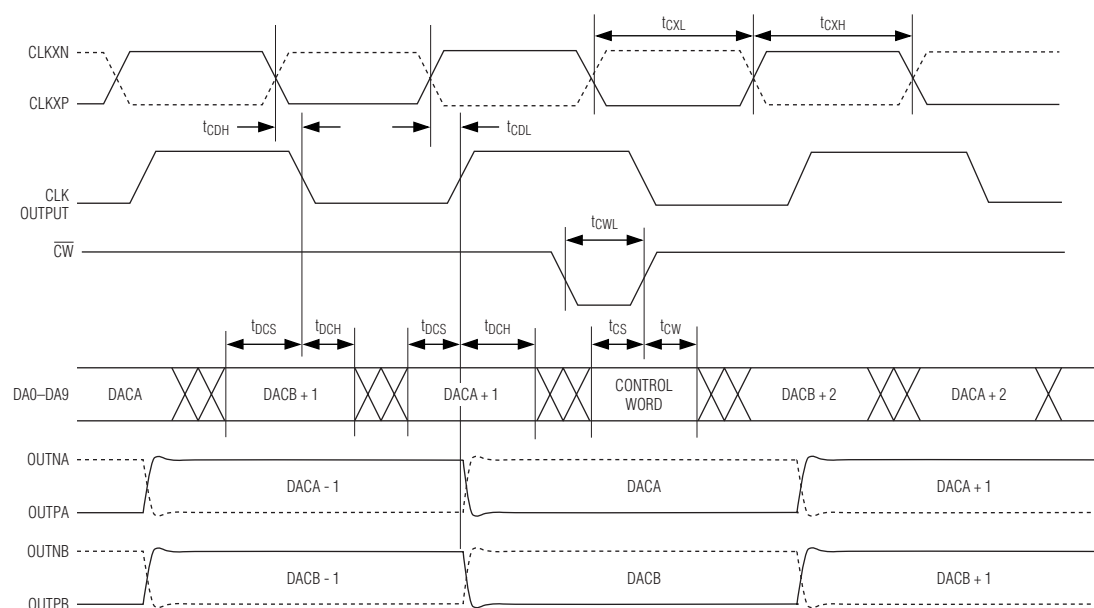 tCXL tCXH
CLKXN
CLKXP
tCDH tCDL
CLK
OUTPUT
tCWL
CW
tDCS tDCH tDCS tDCH tCS tCW
DA0–DA9 DACA DACB + 1 DACA + 1 CONTROL WORD DACB + 2 DACA + 2
OUTNA
DACA - 1 DACA DACA + 1
OUTPA
OUTNB
DACB - 1 DACB DACB + 1
OUTPB